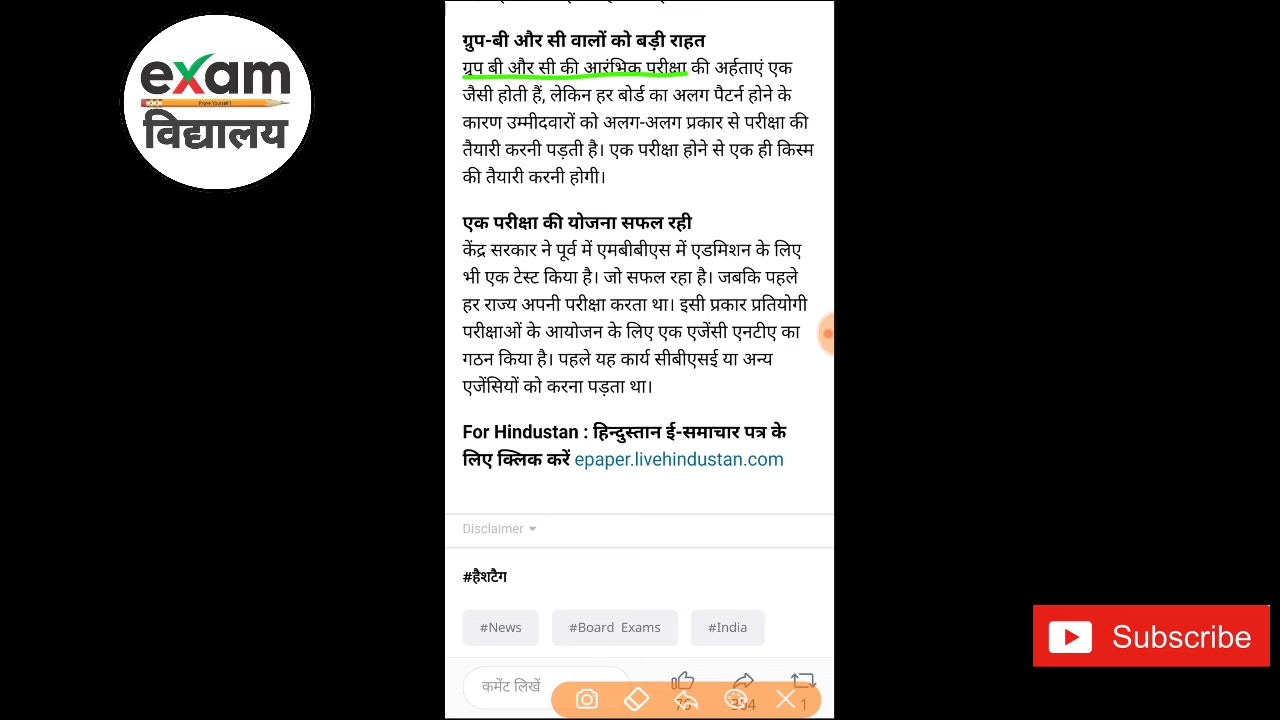 exam
Prove Yourself !
विद्यालय
ग्रुप-बी और सी वालों को बड़ी राहत
ग्रुप बी और सी की आरंभिक परीक्षा की अर्हताएं एक
जैसी होती हैं, लेकिन हर बोर्ड का अलग पैटर्न होने के
कारण उम्मीदवारों को अलग-अलग प्रकार से परीक्षा की
तैयारी करनी पड़ती है। एक परीक्षा होने से एक ही किस्म
की तैयारी करनी होगी।
एक परीक्षा की योजना सफल रही
केंद्र सरकार ने पूर्व में एमबीबीएस में एडमिशन के लिए
भी एक टेस्ट किया है। जो सफल रहा है। जबकि पहले
हर राज्य अपनी परीक्षा करता था। इसी प्रकार प्रतियोगी
परीक्षाओं के आयोजन के लिए एक एजेंसी एनटीए का
गठन किया है। पहले यह कार्य सीबीएसई या अन्य
एजेंसियों को करना पड़ता था।
For Hindustan : हिन्दुस्तान ई-समाचार पत्र के
लिए क्लिक करें epaper.livehindustan.com
Disclaimer
#हैशटैग
#News #Board Exams #India
कमेंट लिखें
1
Subscribe